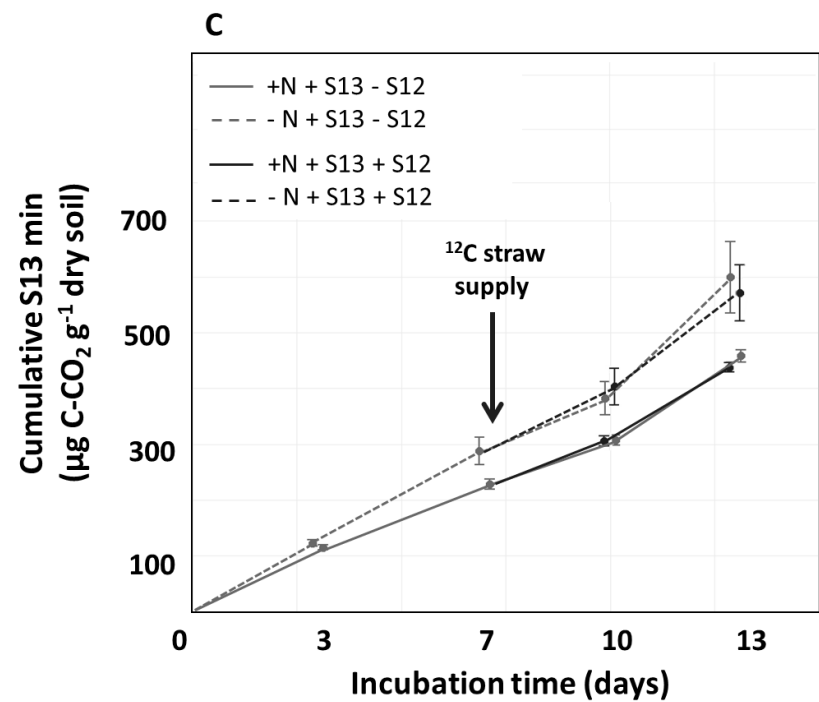 C
+N + S13 - S12
- N + S13 - S12
+N + S13 + S12
- N + S13 + S12
¹²C straw
supply
Cumulative S13 min
(µg C-CO₂ g⁻¹ dry soil)
700
500
300
100
0 3 7 10 13
Incubation time (days)